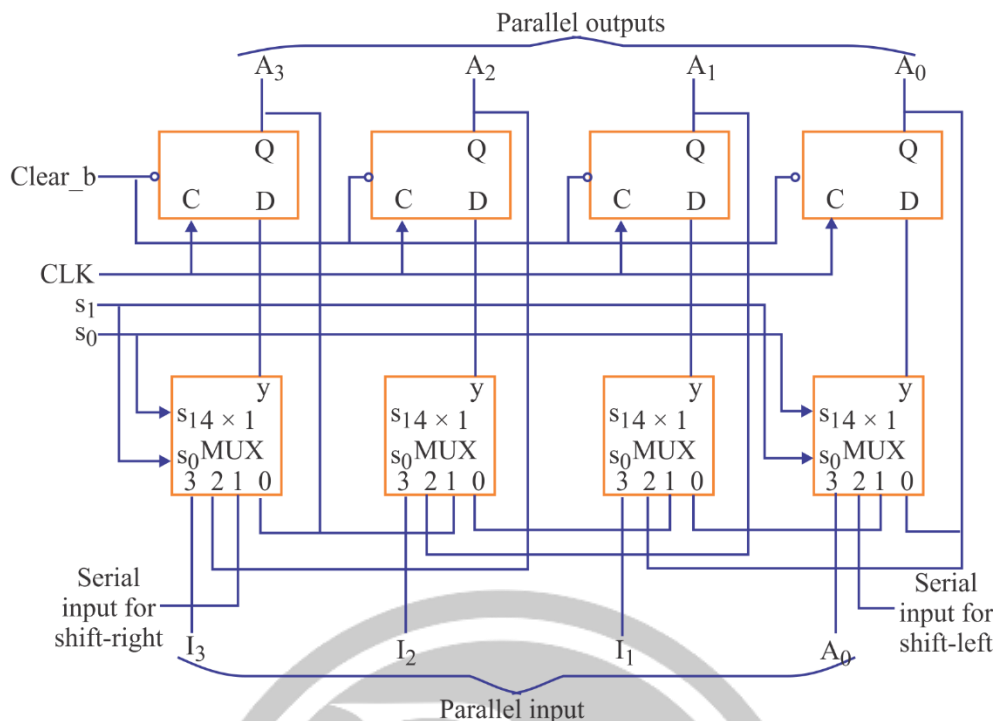 Parallel outputs
A3 A2 A1 A0
Q Q Q Q
Clear_b
C D C D C D C D
CLK
s1
s0
y y y y
s1 4 × 1 s1 4 × 1 s1 4 × 1 s1 4 × 1
s0 MUX s0 MUX s0 MUX s0 MUX
3 2 1 0 3 2 1 0 3 2 1 0 3 2 1 0
Serial
input for
shift-right
Serial
input for
shift-left
I3 I2 I1 A0
Parallel input